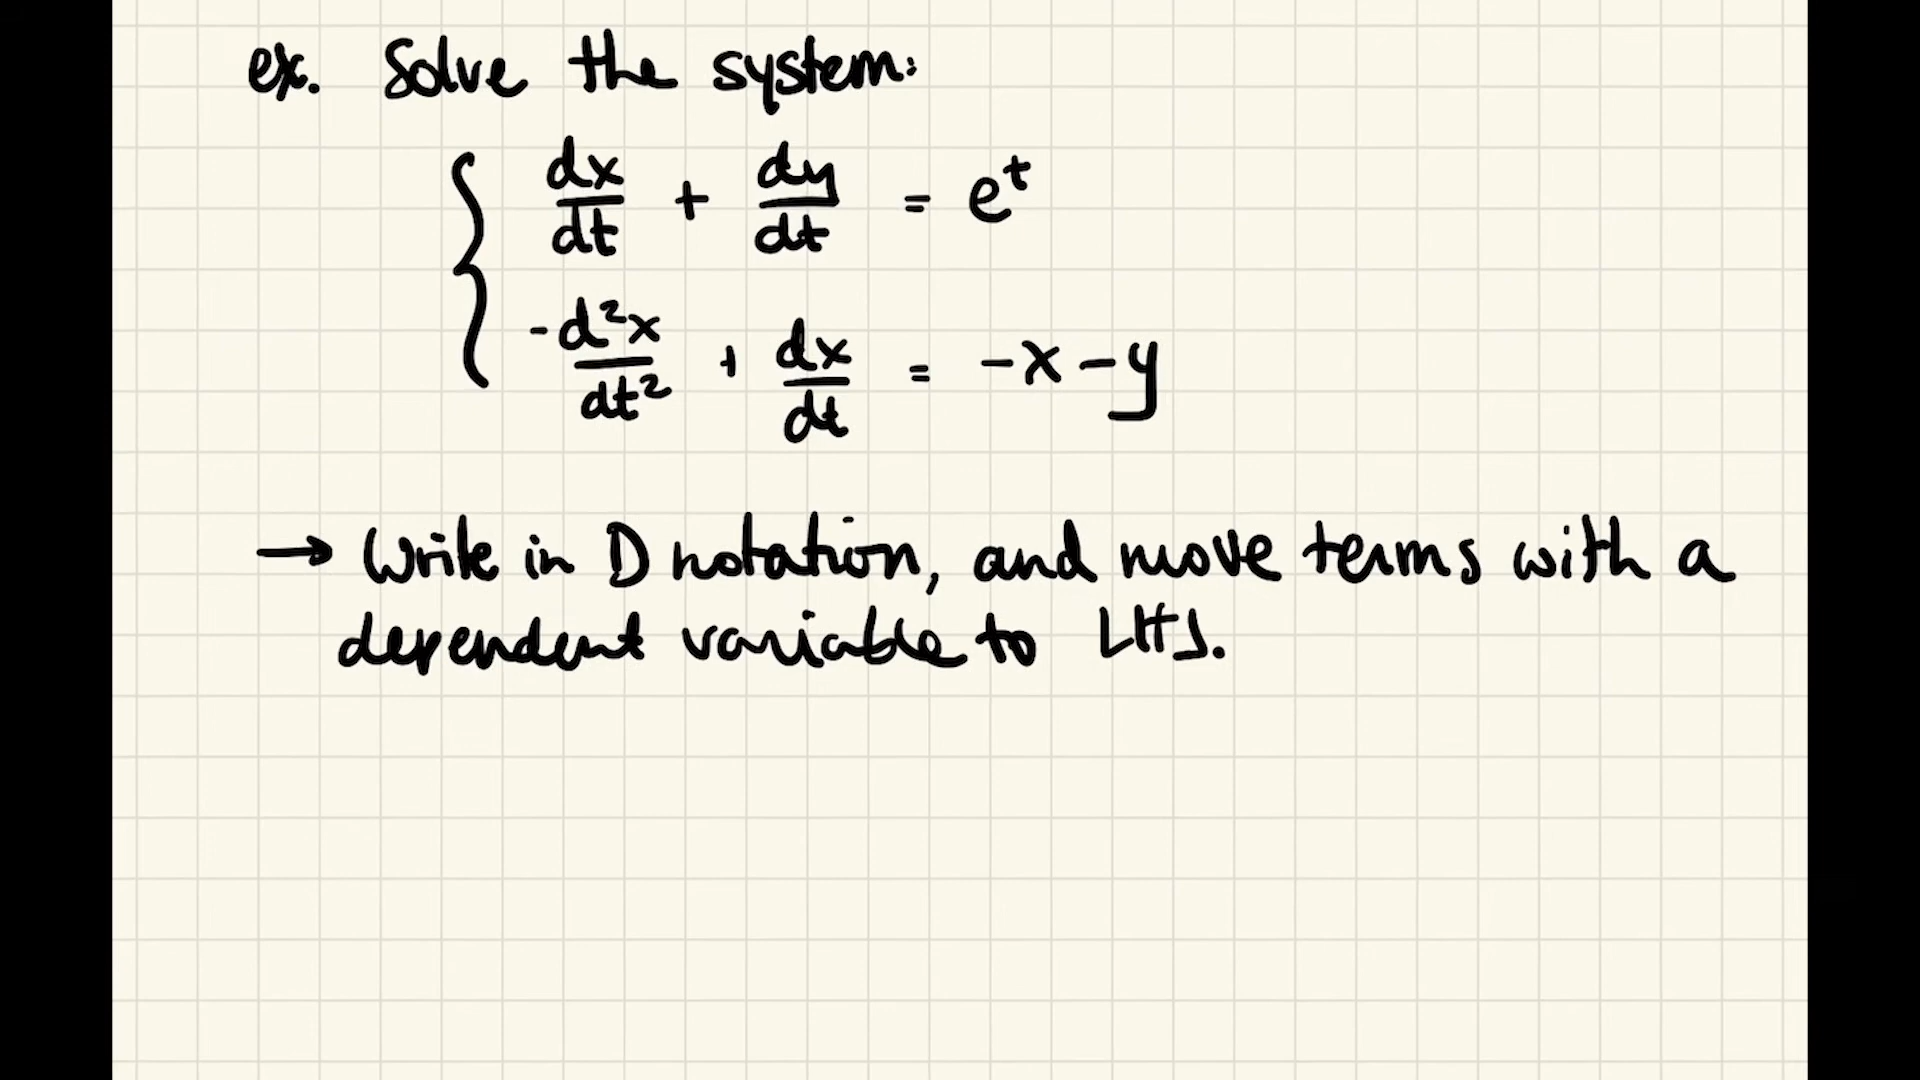 ex. Solve the system:
dx/dt + dy/dt = e^t
-d²x/dt² + dx/dt = -x - y
→ Write in D notation, and move terms with a
dependent variable to LHS.